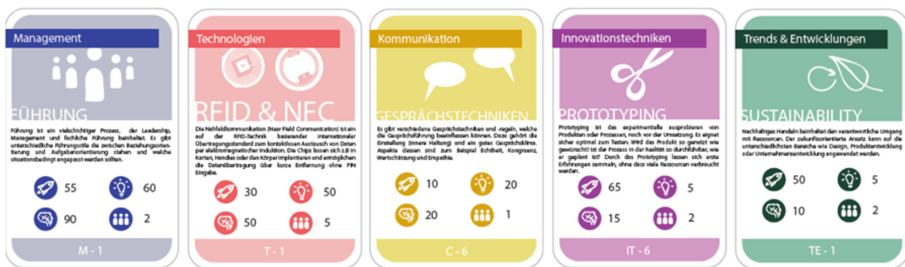 Management
FÜHRUNG
Führung ist ein vielschichtiger Prozess, der Leadership,
Management und fachliche Führung beinhaltet. Es gibt
unterschiedliche Führungsstile die zwischen Beziehungsorien-
tierung und Aufgabenorientierung stehen und welche
situationsbedingt angepasst werden sollten.
55
60
90
2
M - 1
Technologien
RFID & NFC
Die Nahfeldkommunikation (Near Field Communication) ist ein
auf der RFID-Technik basierender internationaler
Übertragungsstandard zum kontaktlosen Austausch von Daten
per elektromagnetischer Induktion. Die Chips lassen sich z.B in
Karten, Handies oder den Körper implantieren und ermöglichen
die Datenübertragung über kurze Entfernung ohne PIN
Eingabe.
30
50
50
5
T - 1
Kommunikation
GESPRÄCHSTECHNIKEN
Es gibt verschiedene Gesprächstechniken und -regeln, welche
die Gesprächsführung beeinflussen können. Dazu gehört die
Einstellung (innere Haltung) und ein gutes Gesprächsklima.
Aspekte dessen sind zum Beispiel Echtheit, Kongruenz,
Wertschätzung und Empathie.
10
20
20
1
C - 6
Innovationstechniken
PROTOTYPING
Prototyping ist das experimentelle ausprobieren von
Produkten oder Prozessen, noch vor der Umsetzung. Es eignet
sicher optimal zum Testen. Wird das Produkt so genutzt wie
gewünscht? Ist der Prozess in der Realität so durchführbar, wie
er geplant ist? Durch das Prototyping lassen sich erste
Erfahrungen sammeln, ohne dass viele Ressourcen verbraucht
werden.
65
5
15
2
IT - 6
Trends & Entwicklungen
SUSTAINABILITY
Nachhaltiges Handeln beinhaltet den verantwortliche Umgang
mit Ressourcen. Der zukunftsorientierte Ansatz kann auf die
unterschiedlichsten Bereiche wie Design, Produktentwicklung
oder Unternehmensentwicklung angewendet werden.
50
5
10
2
TE - 1